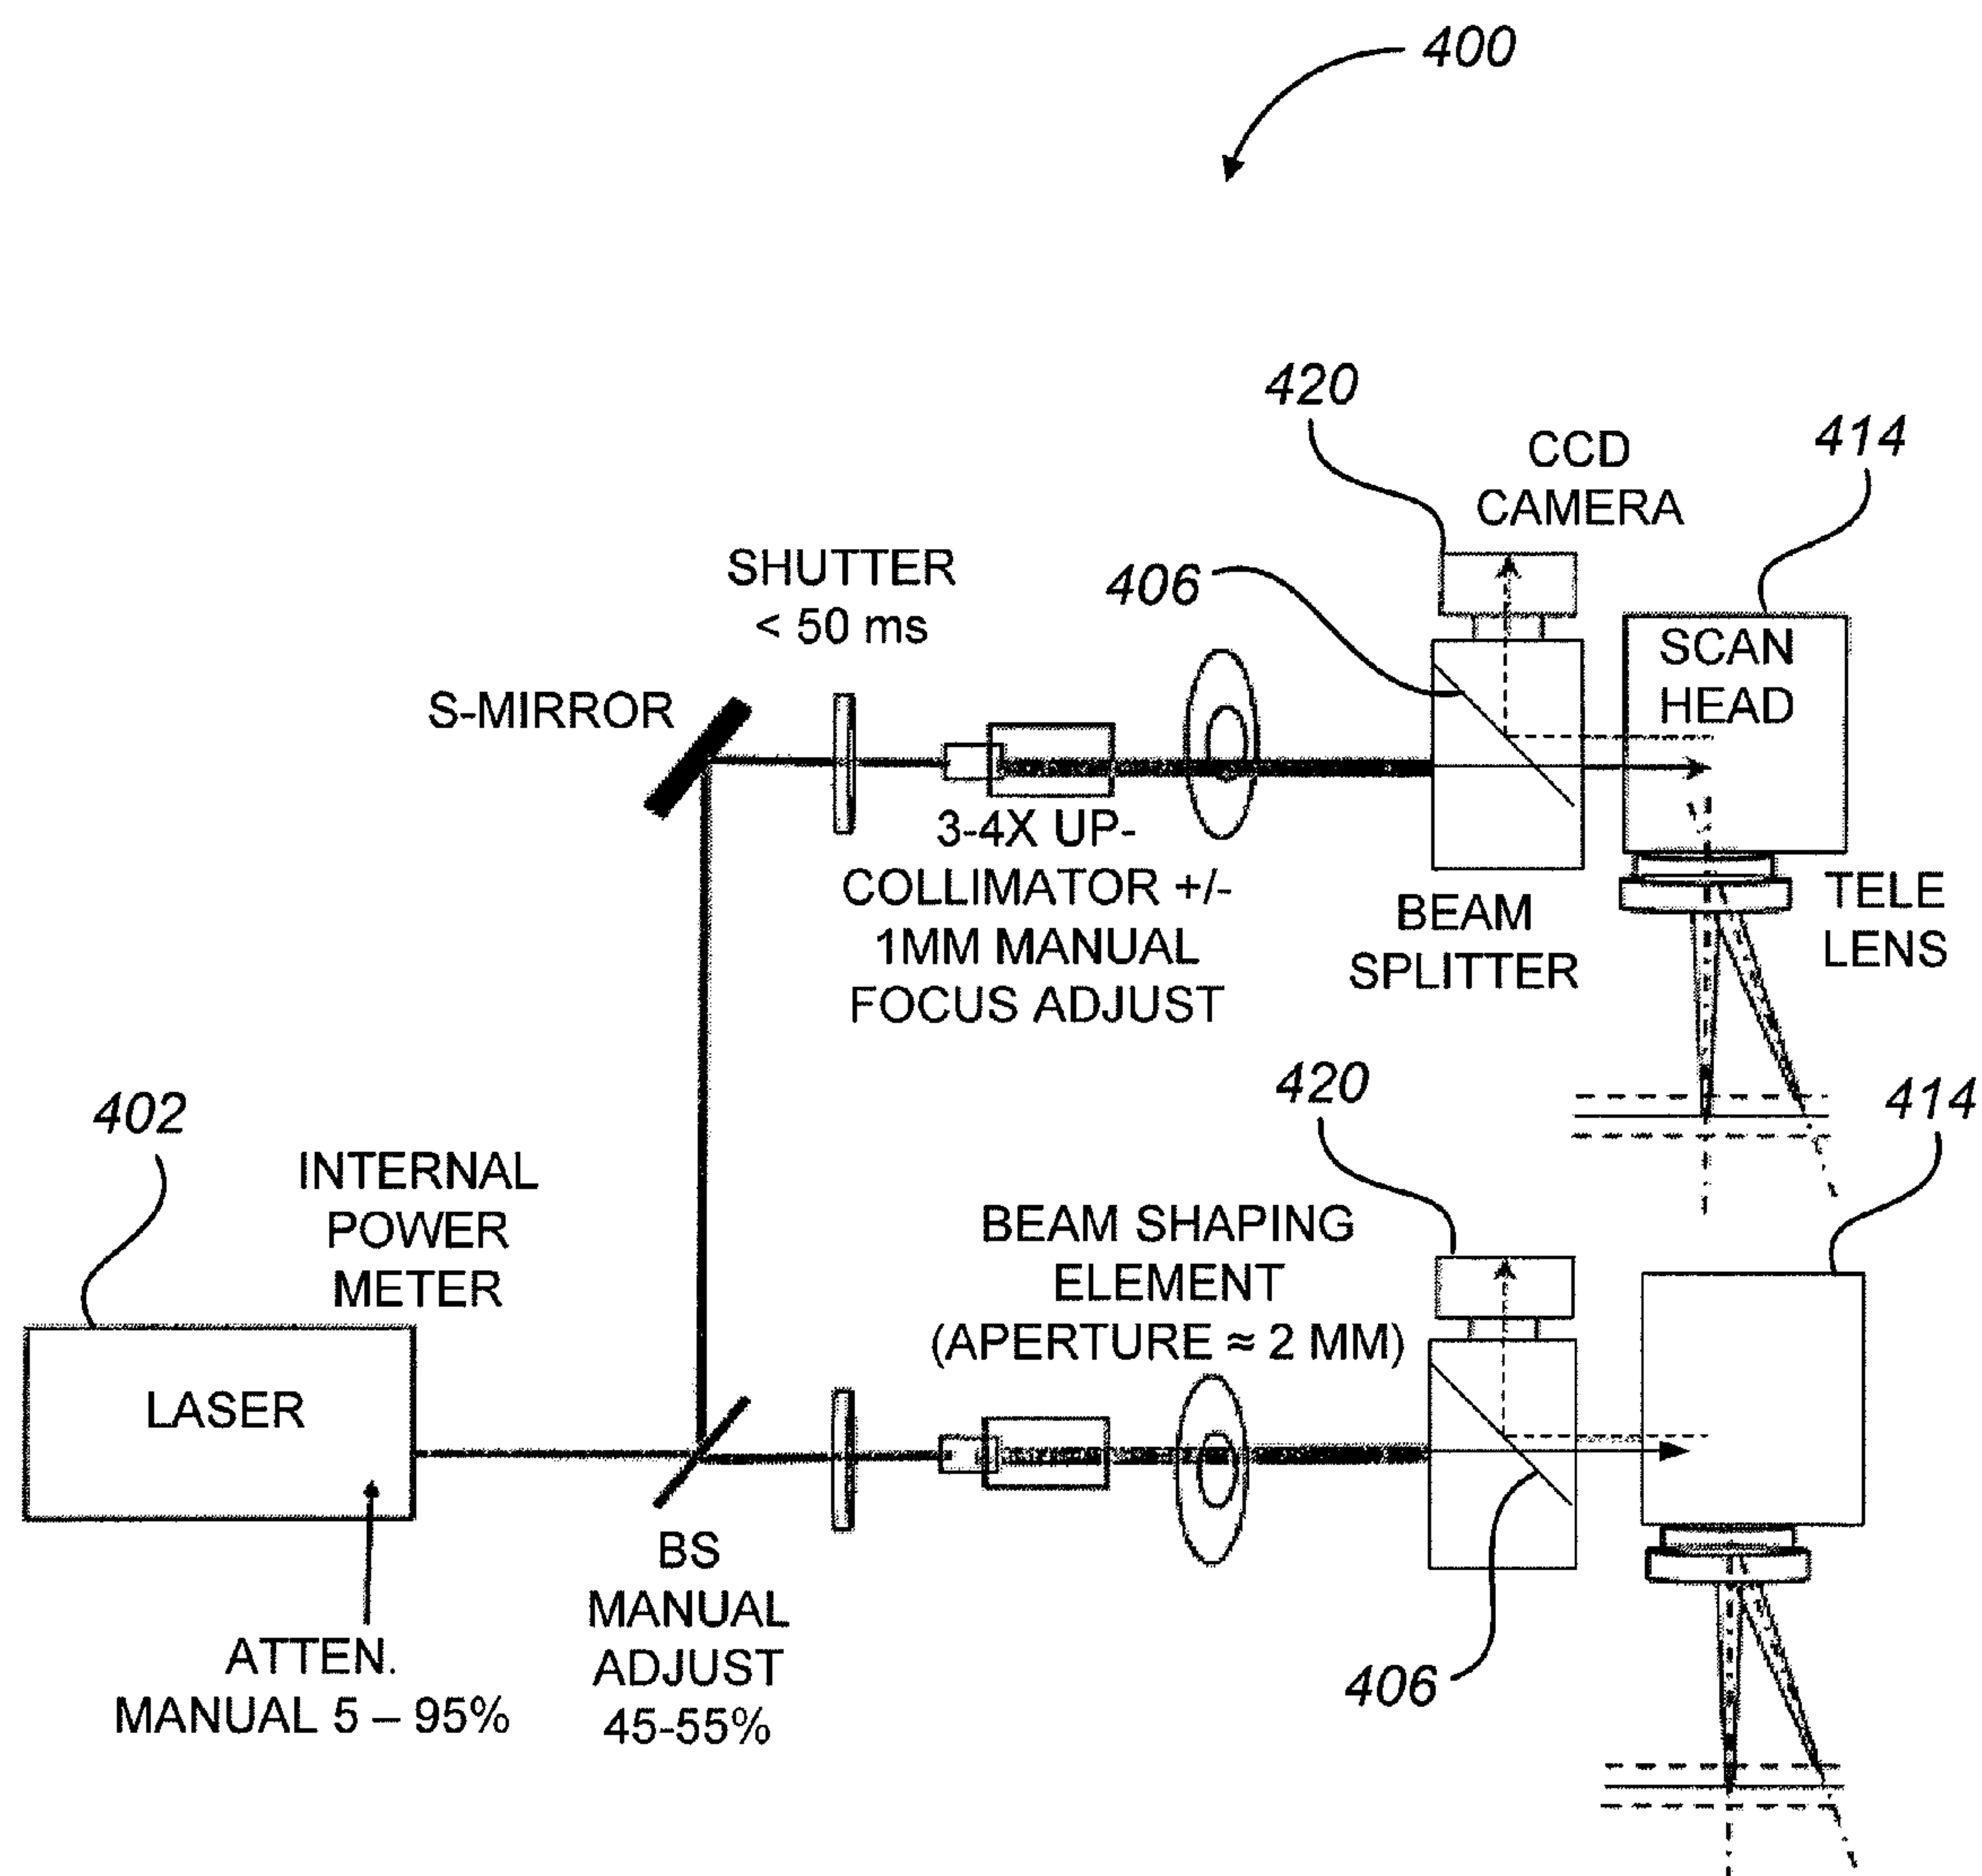 400
420
CCD
CAMERA
414
SHUTTER
< 50 ms
406
SCAN
HEAD
S-MIRROR
3-4X UP-
COLLIMATOR +/-
1MM MANUAL
FOCUS ADJUST
BEAM
SPLITTER
TELE
LENS
402
INTERNAL
POWER
METER
420
414
BEAM SHAPING
ELEMENT
(APERTURE ≈ 2 MM)
LASER
BS
MANUAL
ADJUST
45-55%
ATTEN.
MANUAL 5 – 95%
406